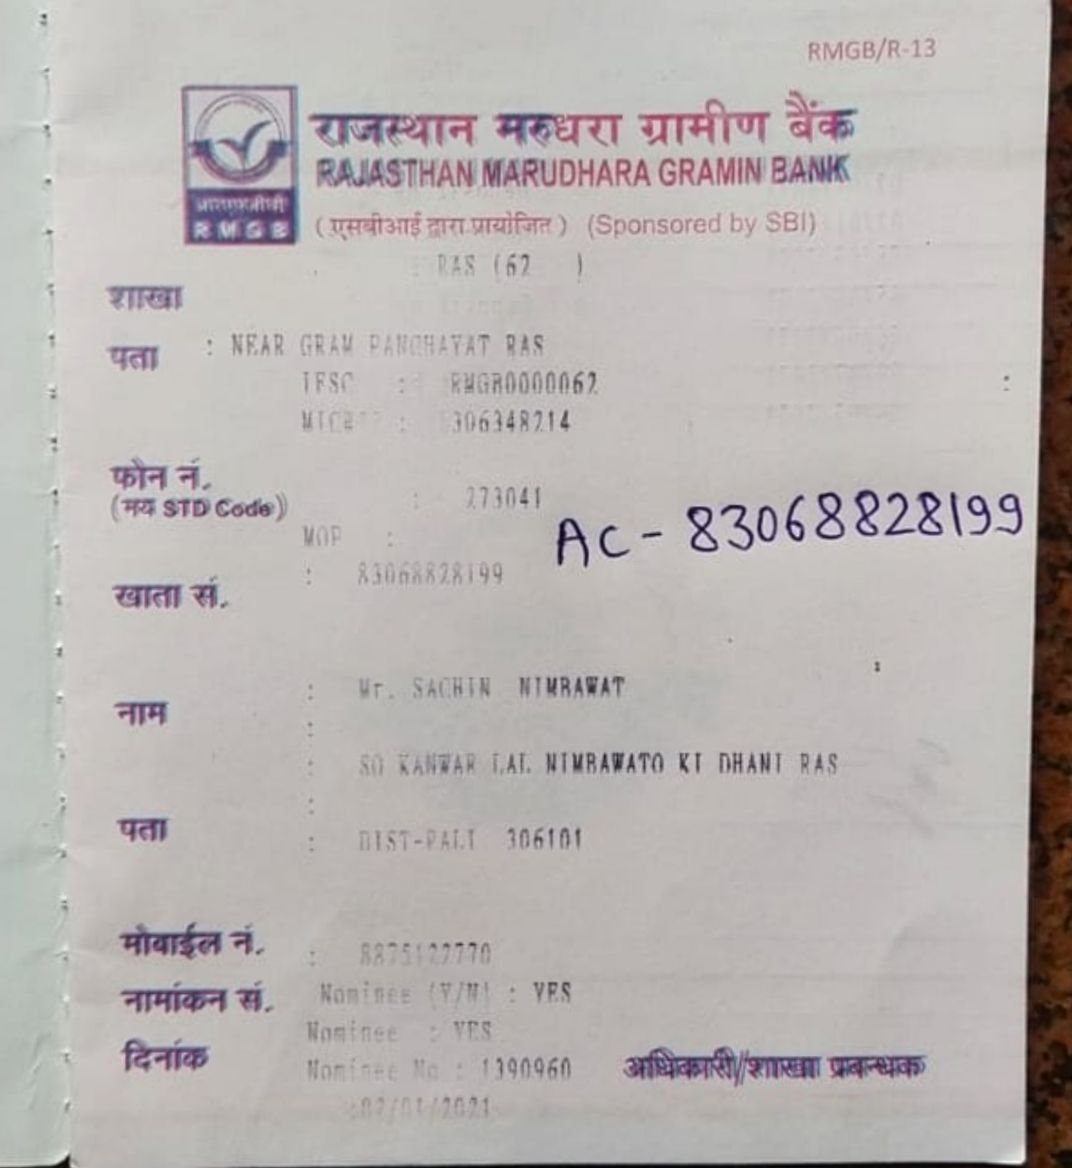 RMGB/R-13
राजस्थान मरुधरा ग्रामीण बैंक
RAJASTHAN MARUDHARA GRAMIN BANK
आरएमजीबी
RMGB
( एसबीआई द्वारा प्रायोजित ) (Sponsored by SBI)
RAS (62 )
शाखा
पता : NEAR GRAM PANCHAYAT RAS
IFSC : RMGB0000062
MICR : 306348214
फोन नं.
(मय STD Code) : 273041
MOP :
AC - 83068828199
खाता सं. : 83068828199
नाम : Mr. SACHIN NIMBAWAT
:
: SO KANWAR LAL NIMBAWATO KI DHANI RAS
:
पता : DIST-PALI 306101
मोबाईल नं. : 8875122770
नामांकन सं. Nominee (Y/N) : YES
Nominee : YES
दिनांक Nominee No : 1390960 अधिकारी/शाखा प्रबन्धक
:02/01/2021